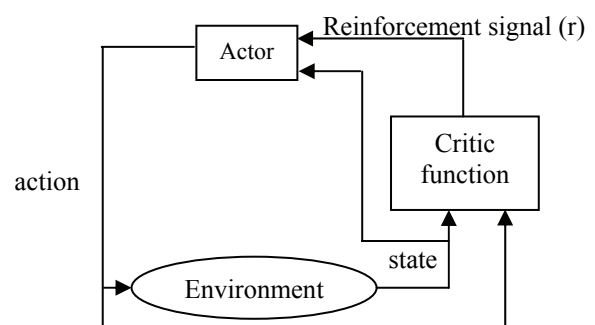 Reinforcement signal (r)
Actor
Critic
function
action
state
Environment